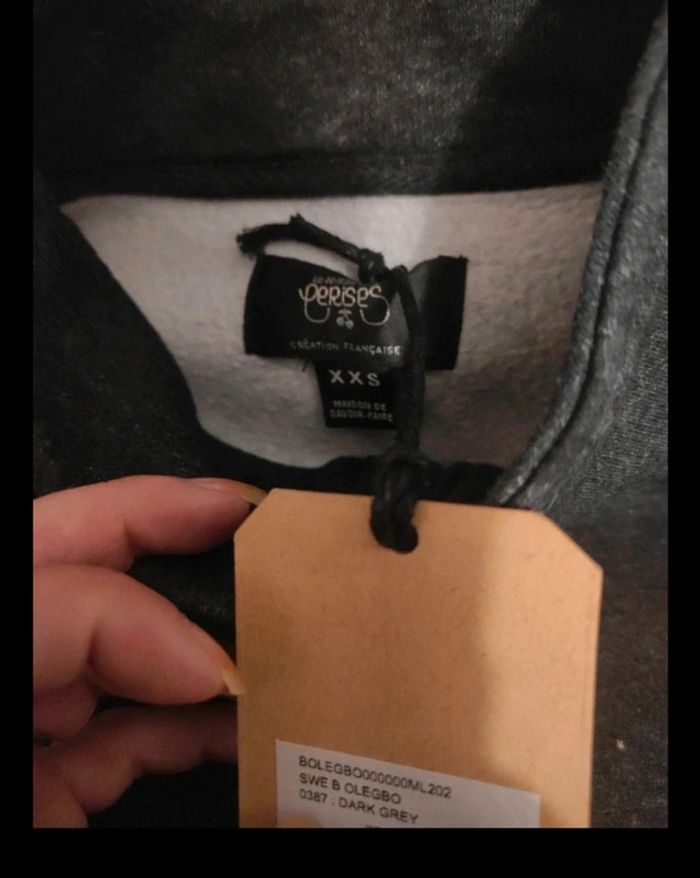 CERISES
CRÉATION FRANÇAISE
XXS
MAISON DE
SAVOIR-FAIRE
BOLEGBO000000ML202
SWE B OLEGBO
0387 : DARK GREY